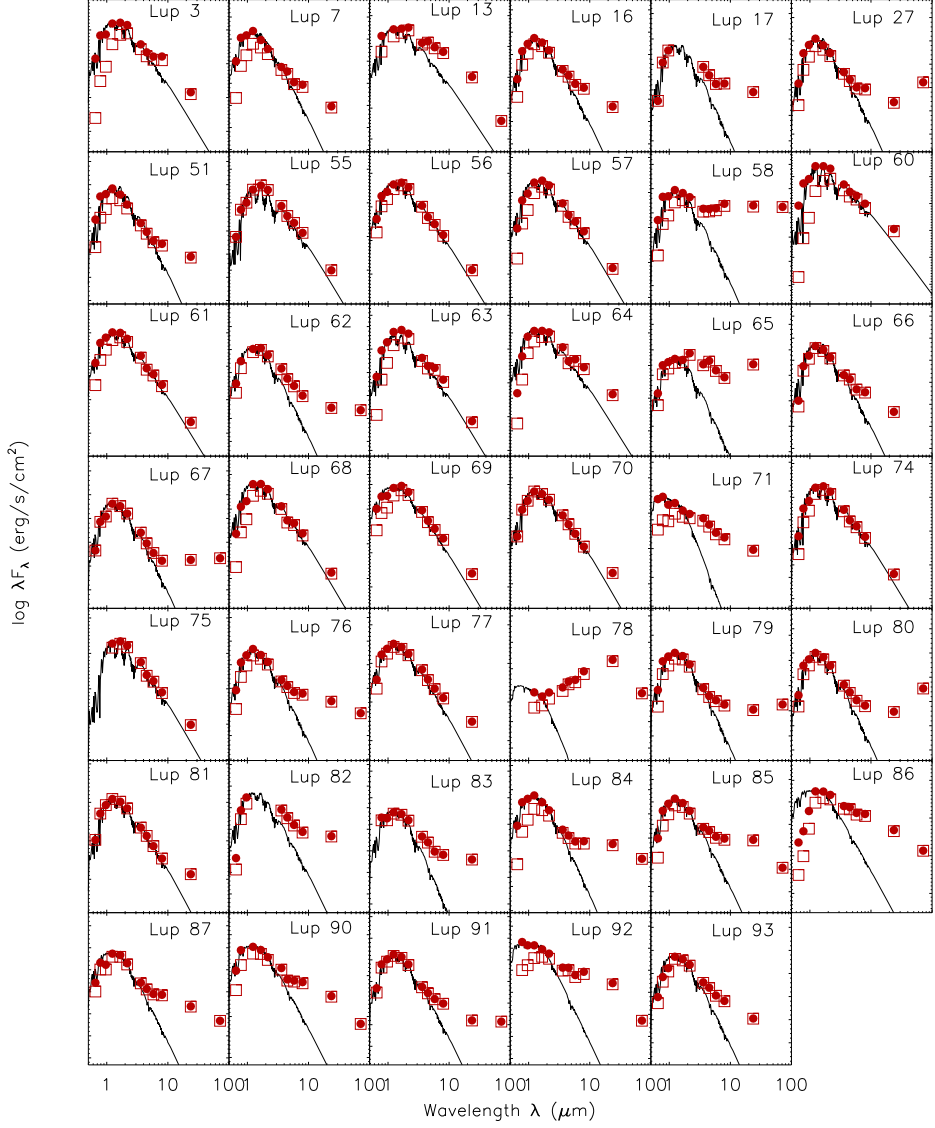 Lup 3 Lup 7 Lup 13 Lup 16 Lup 17 Lup 27
Lup 51 Lup 55 Lup 56 Lup 57 Lup 58 Lup 60
Lup 61 Lup 62 Lup 63 Lup 64 Lup 65 Lup 66
Lup 67 Lup 68 Lup 69 Lup 70 Lup 71 Lup 74
Lup 75 Lup 76 Lup 77 Lup 78 Lup 79 Lup 80
Lup 81 Lup 82 Lup 83 Lup 84 Lup 85 Lup 86
Lup 87 Lup 90 Lup 91 Lup 92 Lup 93
log λFλ (erg/s/cm²)
1 10 1001 10 1001 10 1001 10 1001 10 100
Wavelength λ (μm)